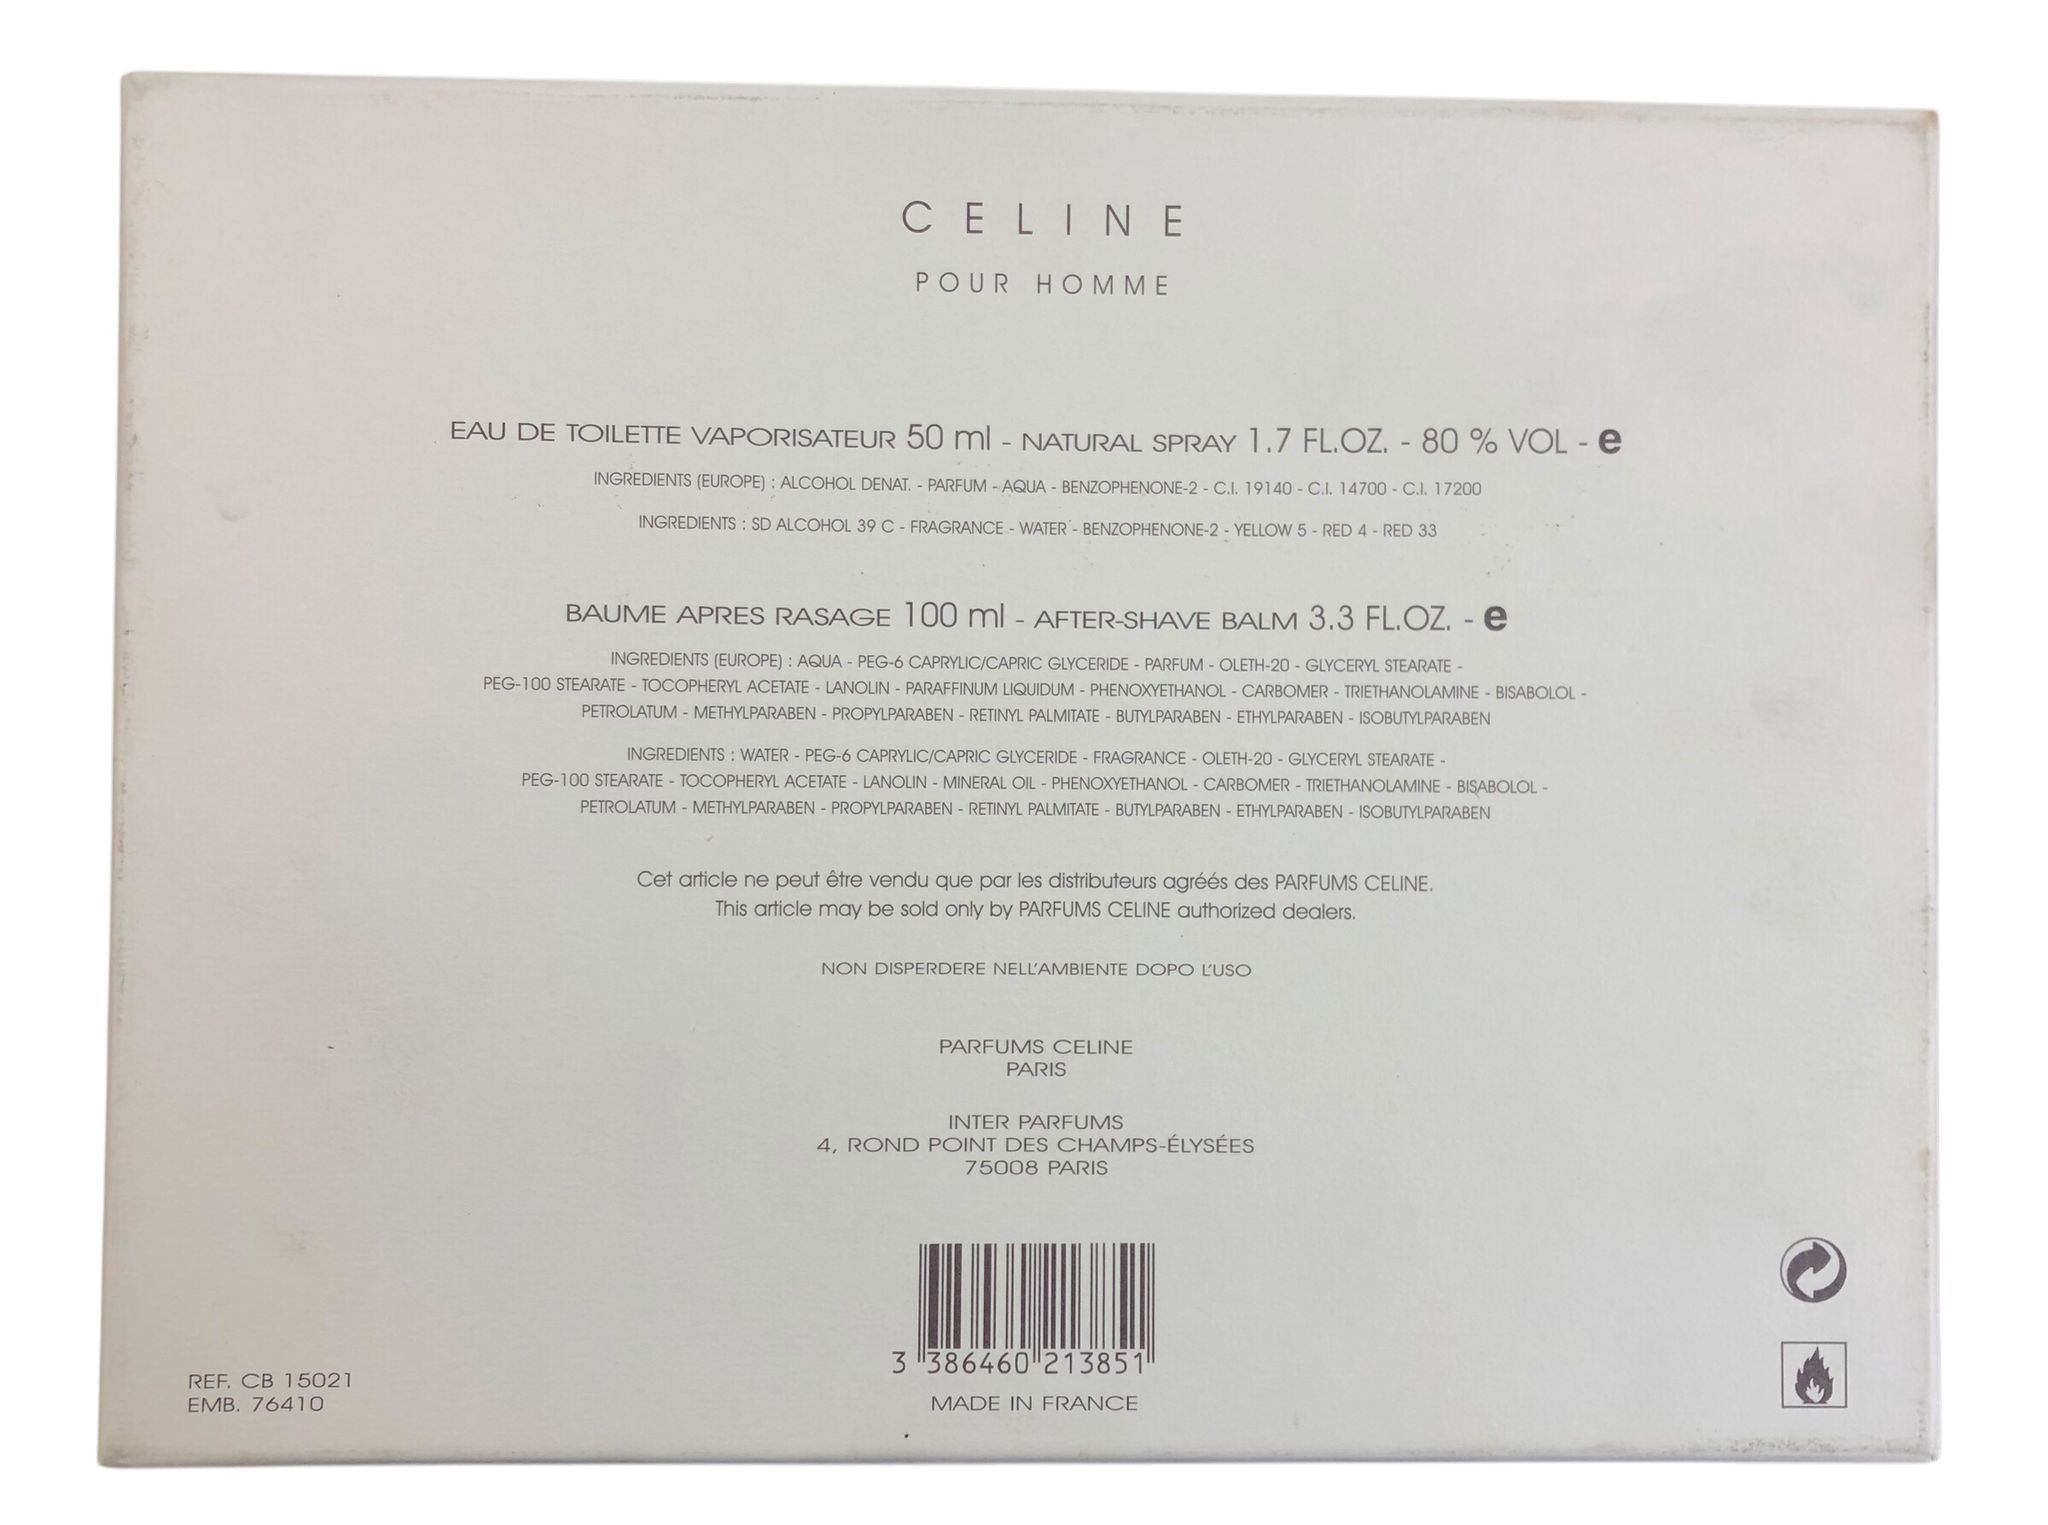 CELINE
POUR HOMME
EAU DE TOILETTE VAPORISATEUR 50 ml - NATURAL SPRAY 1.7 FL.OZ. - 80 % VOL - e
INGREDIENTS (EUROPE) : ALCOHOL DENAT. - PARFUM - AQUA - BENZOPHENONE-2 - C.I. 19140 - C.I. 14700 - C.I. 17200
INGREDIENTS : SD ALCOHOL 39 C - FRAGRANCE - WATER - BENZOPHENONE-2 - YELLOW 5 - RED 4 - RED 33
BAUME APRES RASAGE 100 ml - AFTER-SHAVE BALM 3.3 FL.OZ. - e
INGREDIENTS (EUROPE) : AQUA - PEG-6 CAPRYLIC/CAPRIC GLYCERIDE - PARFUM - OLETH-20 - GLYCERYL STEARATE -
PEG-100 STEARATE - TOCOPHERYL ACETATE - LANOLIN - PARAFFINUM LIQUIDUM - PHENOXYETHANOL - CARBOMER - TRIETHANOLAMINE - BISABOLOL -
PETROLATUM - METHYLPARABEN - PROPYLPARABEN - RETINYL PALMITATE - BUTYLPARABEN - ETHYLPARABEN - ISOBUTYLPARABEN
INGREDIENTS : WATER - PEG-6 CAPRYLIC/CAPRIC GLYCERIDE - FRAGRANCE - OLETH-20 - GLYCERYL STEARATE -
PEG-100 STEARATE - TOCOPHERYL ACETATE - LANOLIN - MINERAL OIL - PHENOXYETHANOL - CARBOMER - TRIETHANOLAMINE - BISABOLOL -
PETROLATUM - METHYLPARABEN - PROPYLPARABEN - RETINYL PALMITATE - BUTYLPARABEN - ETHYLPARABEN - ISOBUTYLPARABEN
Cet article ne peut être vendu que par les distributeurs agréés des PARFUMS CELINE.
This article may be sold only by PARFUMS CELINE authorized dealers.
NON DISPERDERE NELL'AMBIENTE DOPO L'USO
PARFUMS CELINE
PARIS
INTER PARFUMS
4, ROND POINT DES CHAMPS-ÉLYSÉES
75008 PARIS
3 386460 213851
MADE IN FRANCE
REF. CB 15021
EMB. 76410